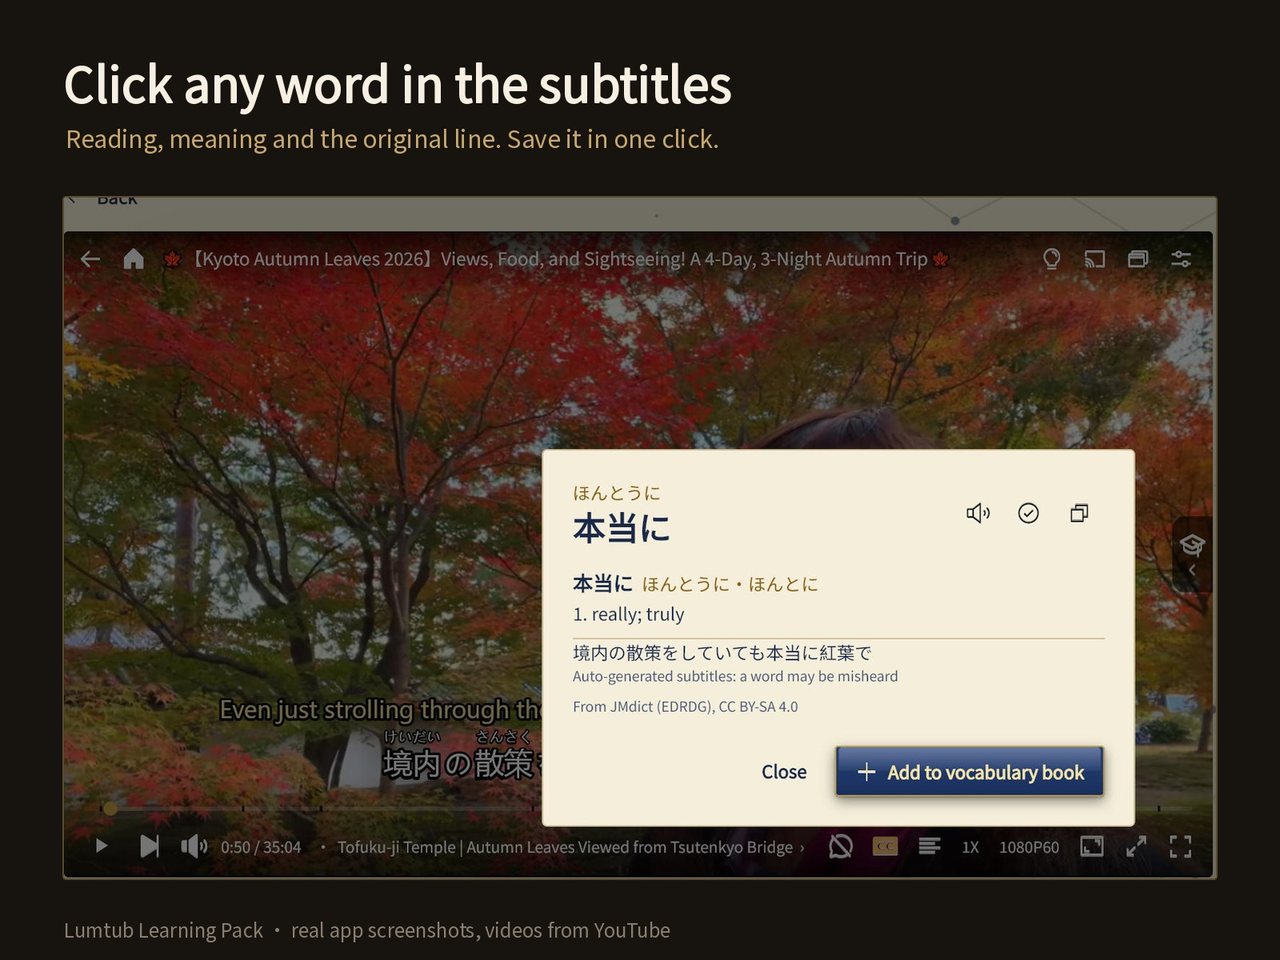 Click any word in the subtitles
Reading, meaning and the original line. Save it in one click.
Back
【Kyoto Autumn Leaves 2026】Views, Food, and Sightseeing! A 4-Day, 3-Night Autumn Trip
ほんとうに
本当に
本当に ほんとうに・ほんとに
1. really; truly
境内の散策をしていても本当に紅葉で
Auto-generated subtitles: a word may be misheard
From JMdict (EDRDG), CC BY-SA 4.0
Close
Add to vocabulary book
Even just strolling through the
けいだい さんさく
境内の散策
0:50 / 35:04 • Tofuku-ji Temple | Autumn Leaves Viewed from Tsutenkyo Bridge ›
CC
1X
1080P60
Lumtub Learning Pack • real app screenshots, videos from YouTube